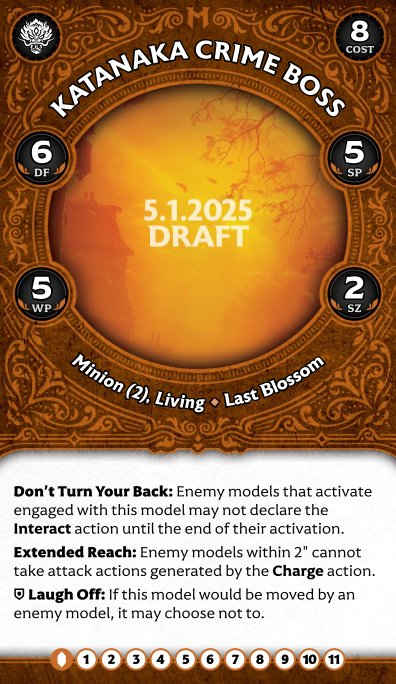 M
8
COST
KATANAKA CRIME BOSS
6
DF
5
SP
5.1.2025
DRAFT
5
WP
2
SZ
Minion (2), Living ◆ Last Blossom
Don't Turn Your Back: Enemy models that activate
engaged with this model may not declare the
Interact action until the end of their activation.
Extended Reach: Enemy models within 2" cannot
take attack actions generated by the Charge action.
Laugh Off: If this model would be moved by an
enemy model, it may choose not to.
1 2 3 4 5 6 7 8 9 10 11